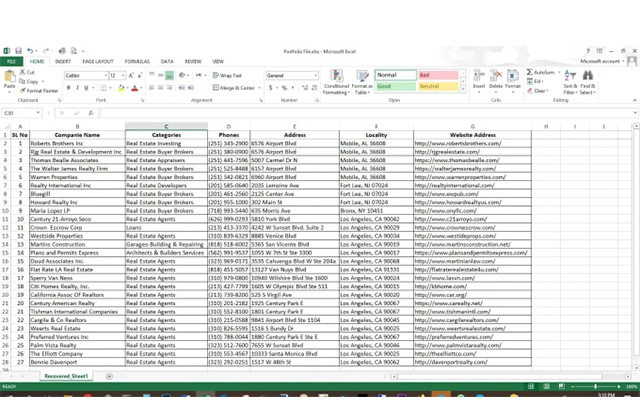 Portfolio File.xlsx - Microsoft Excel
FILE HOME INSERT PAGE LAYOUT FORMULAS DATA REVIEW VIEW Microsoft account
Cut Calibri 12 Wrap Text General Normal Bad AutoSum
Copy Fill
Paste Format Painter Merge & Center Conditional Formatting Format as Table Good Neutral Insert Delete Format Clear Sort & Filter Find & Select
Clipboard Font Alignment Number Styles Cells Editing
C30
A B C D E F G H I J K
1 SL No Companie Name Categories Phones Address Locality Website Address
2 1 Roberts Brothers Inc Real Estate Investing (251) 545-2900 6576 Airport Blvd Mobile, AL 36608 http://www.robertsbrothers.com/
3 2 Rjg Real Estate & Development Inc Real Estate Buyer Brokers (251) 380-0900 6576 Airport Blvd Mobile, AL 36608 http://rjgrealestate.com/
4 3 Thomas Bealle Associates Real Estate Appraisers (251) 441-7596 5007 Carmel Dr N Mobile, AL 36608 https://www.thomasbealle.com/
5 4 The Walter James Realty Firm Real Estate Buyer Brokers (251) 525-8488 6157 Airport Blvd Mobile, AL 36608 http://walterjamesrealty.com/
6 5 Warren Properties Real Estate Buyer Brokers (251) 342-0821 6960 Airport Blvd Mobile, AL 36608 http://www.warrenproperties.com/
7 6 Realty International Inc Real Estate Developers (201) 585-0640 2035 Lemoine Ave Fort Lee, NJ 07024 http://realtyinternational.com/
8 7 Bluegill Real Estate Buyer Brokers (201) 461-2560 2125 Center Ave Fort Lee, NJ 07024 http://www.ewpub.com/
9 8 Howard Realty Inc Real Estate Buyer Brokers (201) 955-1000 302 Main St Fort Lee, NJ 07024 http://www.howardrealtyus.com/
10 9 Maria Lopez LP Real Estate Buyer Brokers (718) 993-5440 635 Morris Ave Bronx, NY 10451 http://www.onyllc.com/
11 10 Century 21-Arroyo Seco Real Estate Agents (626) 999-0293 5810 York Blvd Los Angeles, CA 90042 http://www.c21arroyo.com/
12 11 Crown Escrow Corp Loans (213) 413-3370 4242 W Sunset Blvd. Suite 2 Los Angeles, CA 90029 http://www.crownescrow.com/
13 12 Westside Properties Real Estate Agents (310) 839-6329 8885 Venice Blvd Los Angeles, CA 90034 http://www.westsideprops.com/
14 13 Martins Construction Garages-Building & Repairing (818) 518-6002 5365 San Vicente Blvd Los Angeles, CA 90019 http://www.martinsconstruction.net/
15 14 Plans and Permits Express Architects & Builders Services (562) 991-9537 1055 W 7th St Ste 3300 Los Angeles, CA 90017 http://www.plansandpermitsexpress.com/
16 15 Doud Associates Inc. Real Estate Agents (323) 969-0171 3535 Cahuenga Blvd W Ste 204a Los Angeles, CA 90068 http://www.martinianlaw.com/
17 16 Flat Rate LA Real Estate Real Estate Agents (818) 451-5057 13127 Van Nuys Blvd Los Angeles, CA 91331 http://flatraterealestate4u.com/
18 17 Sperry Van Ness Real Estate Agents (310) 979-0800 10940 Wilshire Blvd Ste 1600 Los Angeles, CA 90024 http://www.lasvn.com/
19 18 Citi Homes Realty, Inc. Real Estate Agents (213) 427-7799 1605 W Olympic Blvd Ste 511 Los Angeles, CA 90015 http://kbhome.com/
20 19 California Assoc Of Realtors Real Estate Agents (213) 739-8200 525 S Virgil Ave Los Angeles, CA 90020 http://www.car.org/
21 20 Century American Realty Real Estate Agents (310) 201-2182 1925 Century Park E Los Angeles, CA 90067 https://www.carealty.net/
22 21 Tishman International Companies Real Estate Agents (310) 552-8100 1801 Century Park E Los Angeles, CA 90067 http://www.tishmanintl.com/
23 22 Cargile & Co Realtors Real Estate Agents (310) 215-0588 9841 Airport Blvd Ste 1104 Los Angeles, CA 90045 http://www.cargilerealtors.com/
24 23 Weerts Real Estate Real Estate Agents (310) 826-5595 1516 S Bundy Dr Los Angeles, CA 90025 http://www.weertsrealestate.com/
25 24 Preferred Ventures Inc Real Estate Agents (310) 788-0044 1880 Century Park E Ste E Los Angeles, CA 90067 http://preferredventures.com/
26 25 Palm Vista Realty Real Estate Agents (323) 512-7600 7655 W Sunset Blvd Los Angeles, CA 90046 http://www.palmvistarealty.com/
27 26 The Elliott Company Real Estate Agents (310) 553-4567 10333 Santa Monica Blvd Los Angeles, CA 90025 http://theelliottco.com/
28 27 Bennie Davenport Real Estate Agents (323) 292-0251 1517 W 48th St Los Angeles, CA 90062 http://davenportrealty.com/
Recovered Sheet1
READY 100%